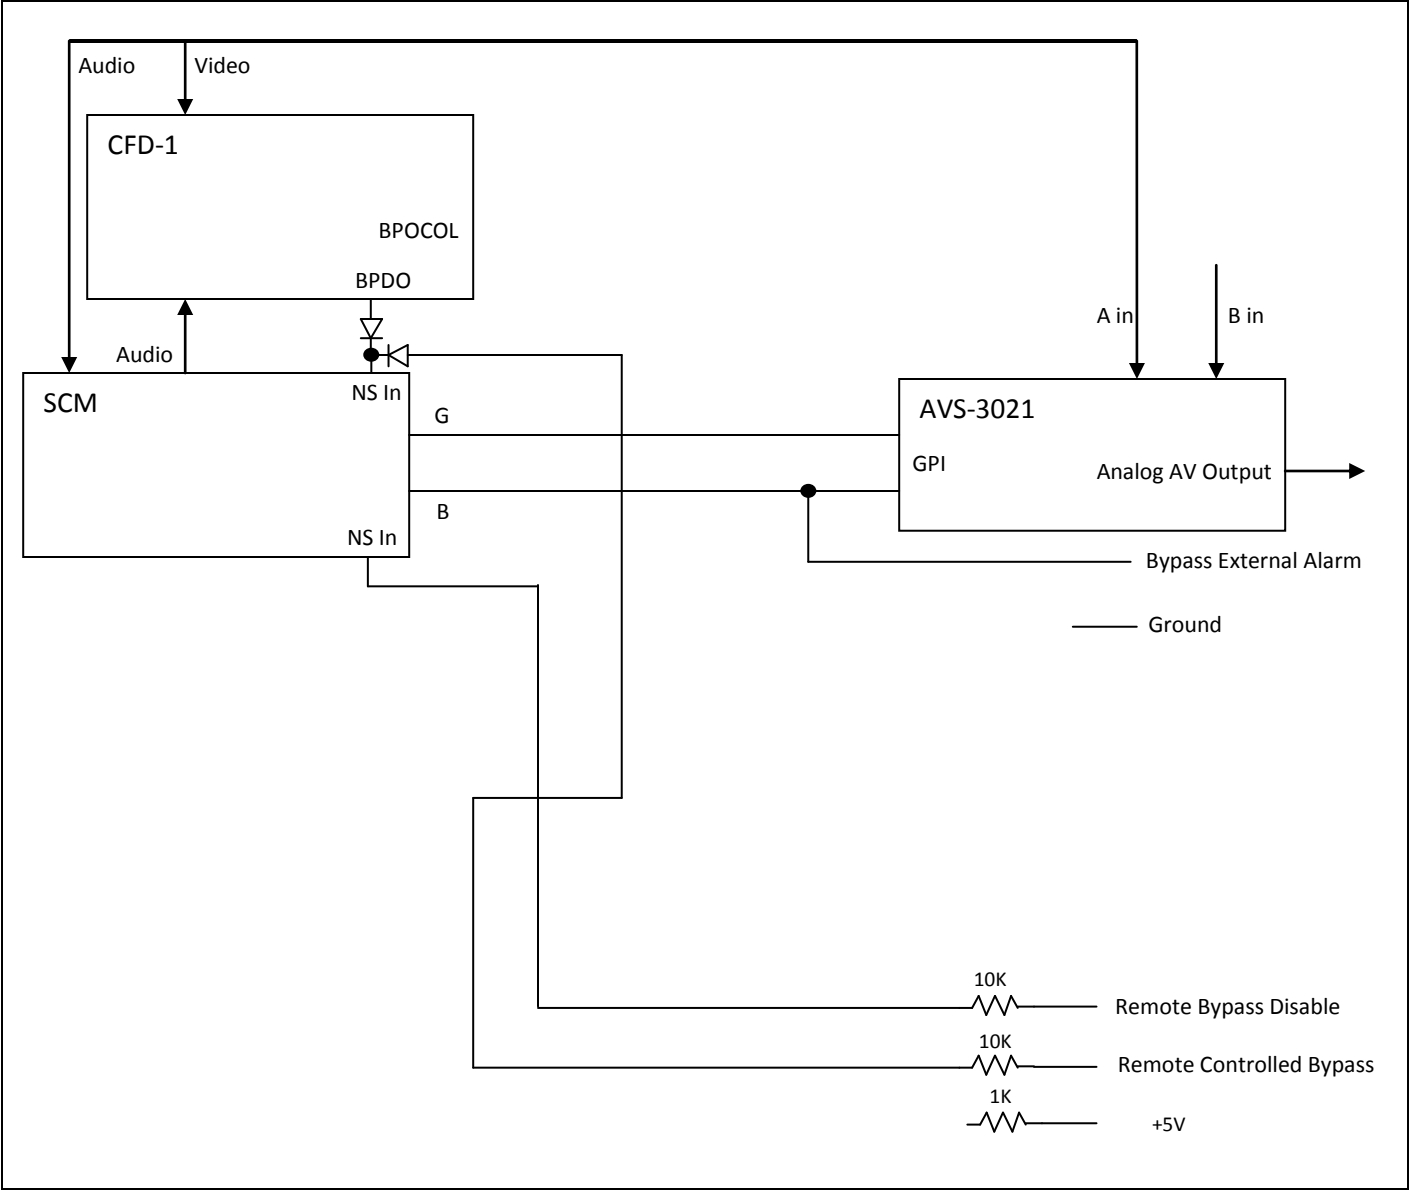 Audio
Video
CFD-1
BPOCOL
BPDO
Audio
NS In
SCM
G
B
NS In
A in
B in
AVS-3021
GPI
Analog AV Output
Bypass External Alarm
Ground
10K
Remote Bypass Disable
10K
Remote Controlled Bypass
1K
+5V